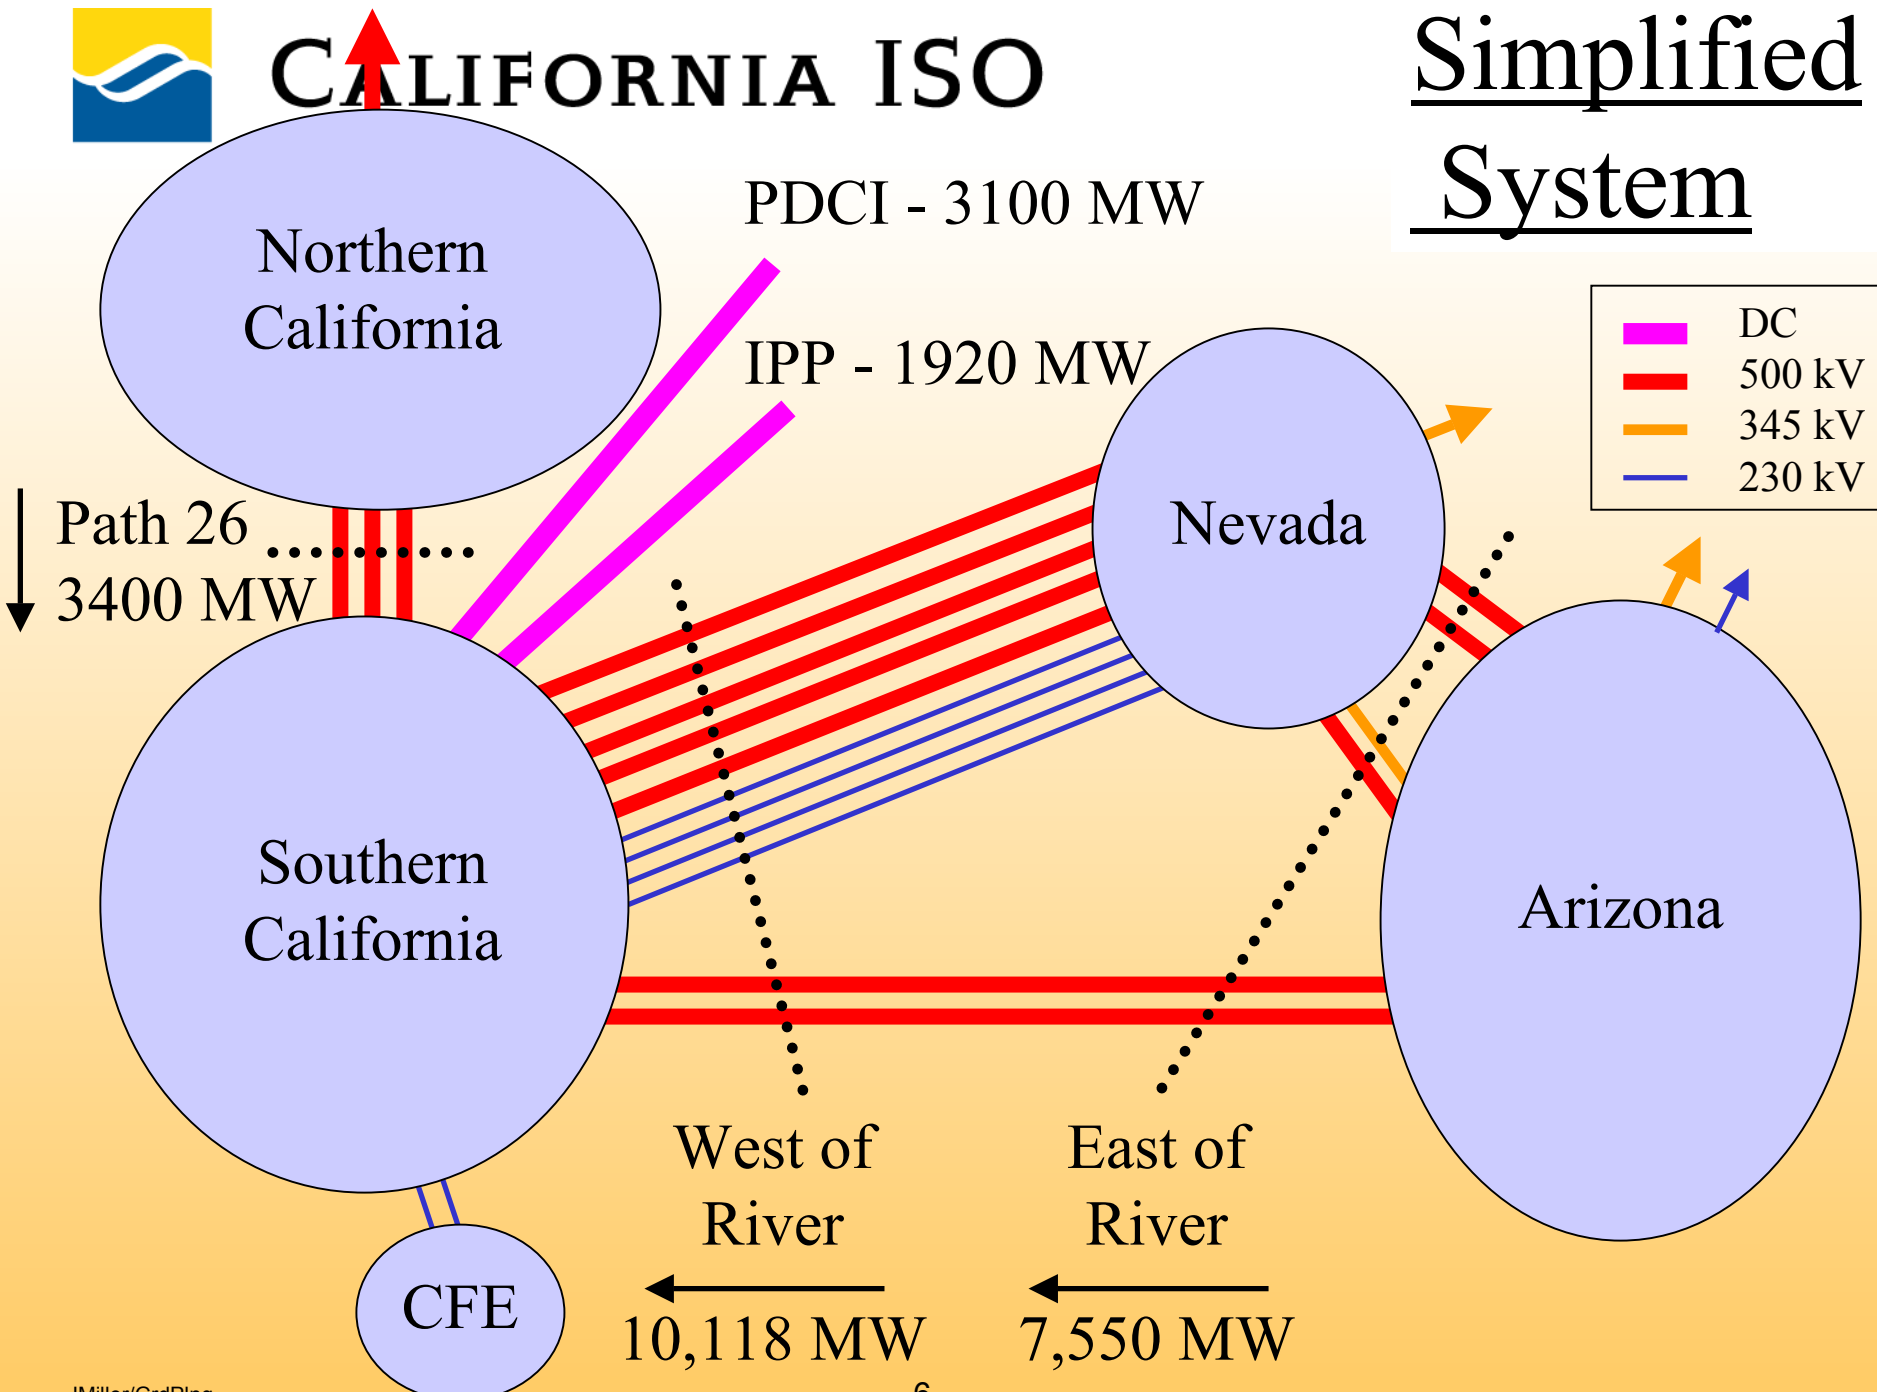 CALIFORNIA ISO
Simplified
System
PDCI - 3100 MW
Northern
California
IPP - 1920 MW
DC
500 kV
345 kV
230 kV
Nevada
Path 26
3400 MW
Southern
California
Arizona
West of
River
10,118 MW
East of
River
7,550 MW
CFE
6